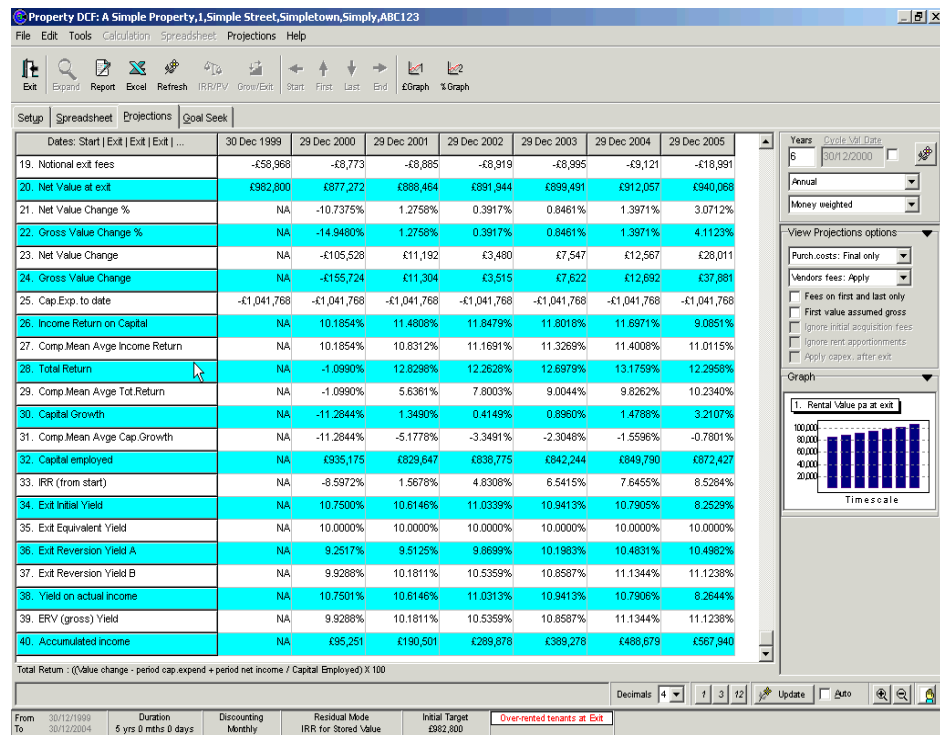 Property DCF: A Simple Property,1,Simple Street,Simpletown,Simply,ABC123
File Edit Tools Calculation Spreadsheet Projections Help
Exit Expand Report Excel Refresh IRR/PV Grow/Exit Start First Last End £Graph %Graph
Setup Spreadsheet Projections Goal Seek
Dates: Start | Exit | Exit | Exit | ... 30 Dec 1999 29 Dec 2000 29 Dec 2001 29 Dec 2002 29 Dec 2003 29 Dec 2004 29 Dec 2005
19. Notional exit fees -£58,968 -£8,773 -£8,885 -£8,919 -£8,995 -£9,121 -£18,991
20. Net Value at exit £982,800 £877,272 £888,464 £891,944 £899,491 £912,057 £940,068
21. Net Value Change % NA -10.7375% 1.2758% 0.3917% 0.8461% 1.3971% 3.0712%
22. Gross Value Change % NA -14.9480% 1.2758% 0.3917% 0.8461% 1.3971% 4.1123%
23. Net Value Change NA -£105,528 £11,192 £3,480 £7,547 £12,567 £28,011
24. Gross Value Change NA -£155,724 £11,304 £3,515 £7,622 £12,692 £37,881
25. Cap.Exp. to date -£1,041,768 -£1,041,768 -£1,041,768 -£1,041,768 -£1,041,768 -£1,041,768 -£1,041,768
26. Income Return on Capital NA 10.1854% 11.4808% 11.8479% 11.8018% 11.6971% 9.0851%
27. Comp.Mean Avge Income Return NA 10.1854% 10.8312% 11.1691% 11.3269% 11.4008% 11.0115%
28. Total Return NA -1.0990% 12.8298% 12.2628% 12.6979% 13.1759% 12.2958%
29. Comp.Mean Avge Tot.Return NA -1.0990% 5.6361% 7.8003% 9.0044% 9.8262% 10.2340%
30. Capital Growth NA -11.2844% 1.3490% 0.4149% 0.8960% 1.4788% 3.2107%
31. Comp.Mean Avge Cap.Growth NA -11.2844% -5.1778% -3.3491% -2.3048% -1.5596% -0.7801%
32. Capital employed NA £935,175 £829,647 £838,775 £842,244 £849,790 £872,427
33. IRR (from start) NA -8.5972% 1.5678% 4.8308% 6.5415% 7.6455% 8.5284%
34. Exit Initial Yield NA 10.7500% 10.6146% 11.0339% 10.9413% 10.7905% 8.2529%
35. Exit Equivalent Yield NA 10.0000% 10.0000% 10.0000% 10.0000% 10.0000% 10.0000%
36. Exit Reversion Yield A NA 9.2517% 9.5125% 9.8699% 10.1983% 10.4831% 10.4982%
37. Exit Reversion Yield B NA 9.9288% 10.1811% 10.5359% 10.8587% 11.1344% 11.1238%
38. Yield on actual income NA 10.7501% 10.6146% 11.0313% 10.9413% 10.7906% 8.2644%
39. ERV (gross) Yield NA 9.9288% 10.1811% 10.5359% 10.8587% 11.1344% 11.1238%
40. Accumulated income NA £95,251 £190,501 £289,878 £389,278 £488,679 £567,940
Total Return : ((Value change - period cap.expend + period net income / Capital Employed) X 100
Years Cycle Val Date
6 30/12/2000
Annual
Money weighted
View Projections options
Purch.costs: Final only
Vendors fees: Apply
Fees on first and last only
First value assumed gross
Ignore initial acquisition fees
Ignore rent apportionments
Apply capex. after exit
Graph
1. Rental Value pa at exit
100,000
80,000
60,000
40,000
20,000
Timescale
Decimals 4 1 3 12 Update Auto
From 30/12/1999 Duration Discounting Residual Mode Initial Target Over-rented tenants at Exit
To 30/12/2004 5 yrs 0 mths 0 days Monthly IRR for Stored Value £982,800